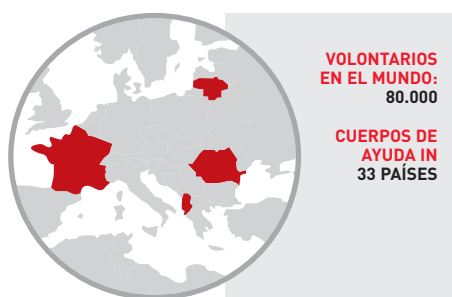 VOLONTARIOS
EN EL MUNDO:
80.000
CUERPOS DE
AYUDA IN
33 PAÍSES